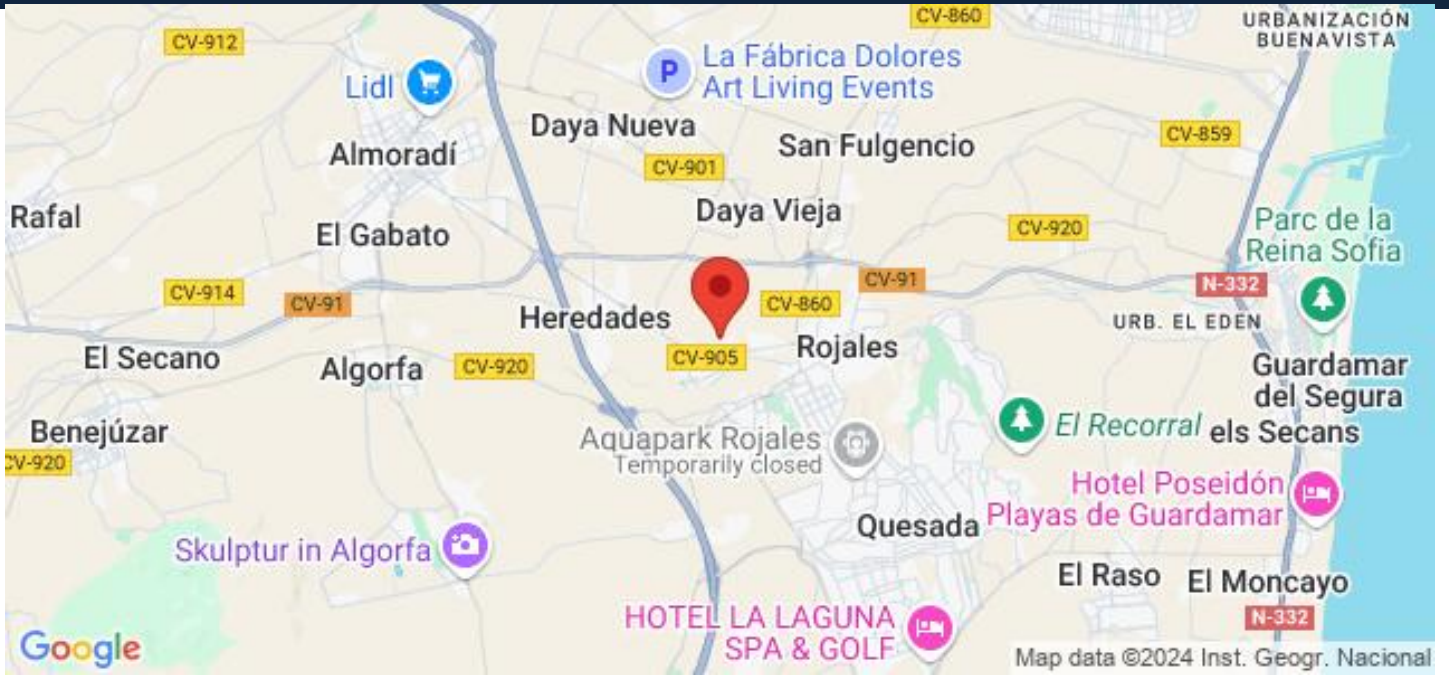 CV-860
URBANIZACIÓN
BUENAVISTA
CV-912
La Fábrica Dolores
Art Living Events
P
Lidl
Daya Nueva
CV-859
Almoradí
San Fulgencio
CV-901
Rafal
Daya Vieja
El Gabato
CV-920
Parc de la
Reina Sofia
CV-914
CV-91
CV-91
N-332
Heredades
CV-860
URB. EL EDEN
El Secano
CV-905
Rojales
Algorfa
CV-920
Guardamar
del Segura
Benejúzar
Aquapark Rojales
Temporarily closed
El Recorral
els Secans
CV-920
Hotel Poseidón
Playas de Guardamar
Quesada
Skulptur in Algorfa
El Raso
El Moncayo
HOTEL LA LAGUNA
SPA & GOLF
N-332
Google
Map data ©2024 Inst. Geogr. Nacional